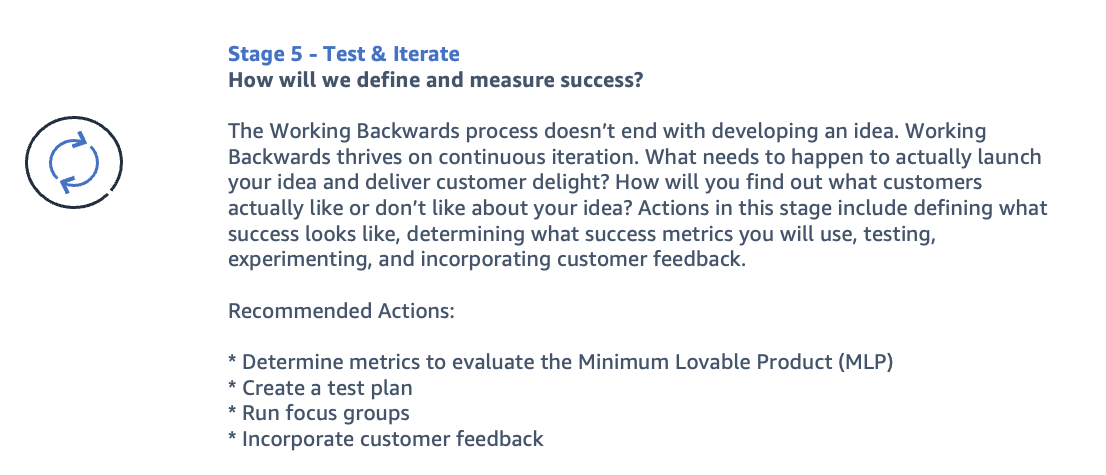 Stage 5 - Test & Iterate
How will we define and measure success?
The Working Backwards process doesn’t end with developing an idea. Working
Backwards thrives on continuous iteration. What needs to happen to actually launch
your idea and deliver customer delight? How will you find out what customers
actually like or don’t like about your idea? Actions in this stage include defining what
success looks like, determining what success metrics you will use, testing,
experimenting, and incorporating customer feedback.
Recommended Actions:
* Determine metrics to evaluate the Minimum Lovable Product (MLP)
* Create a test plan
* Run focus groups
* Incorporate customer feedback